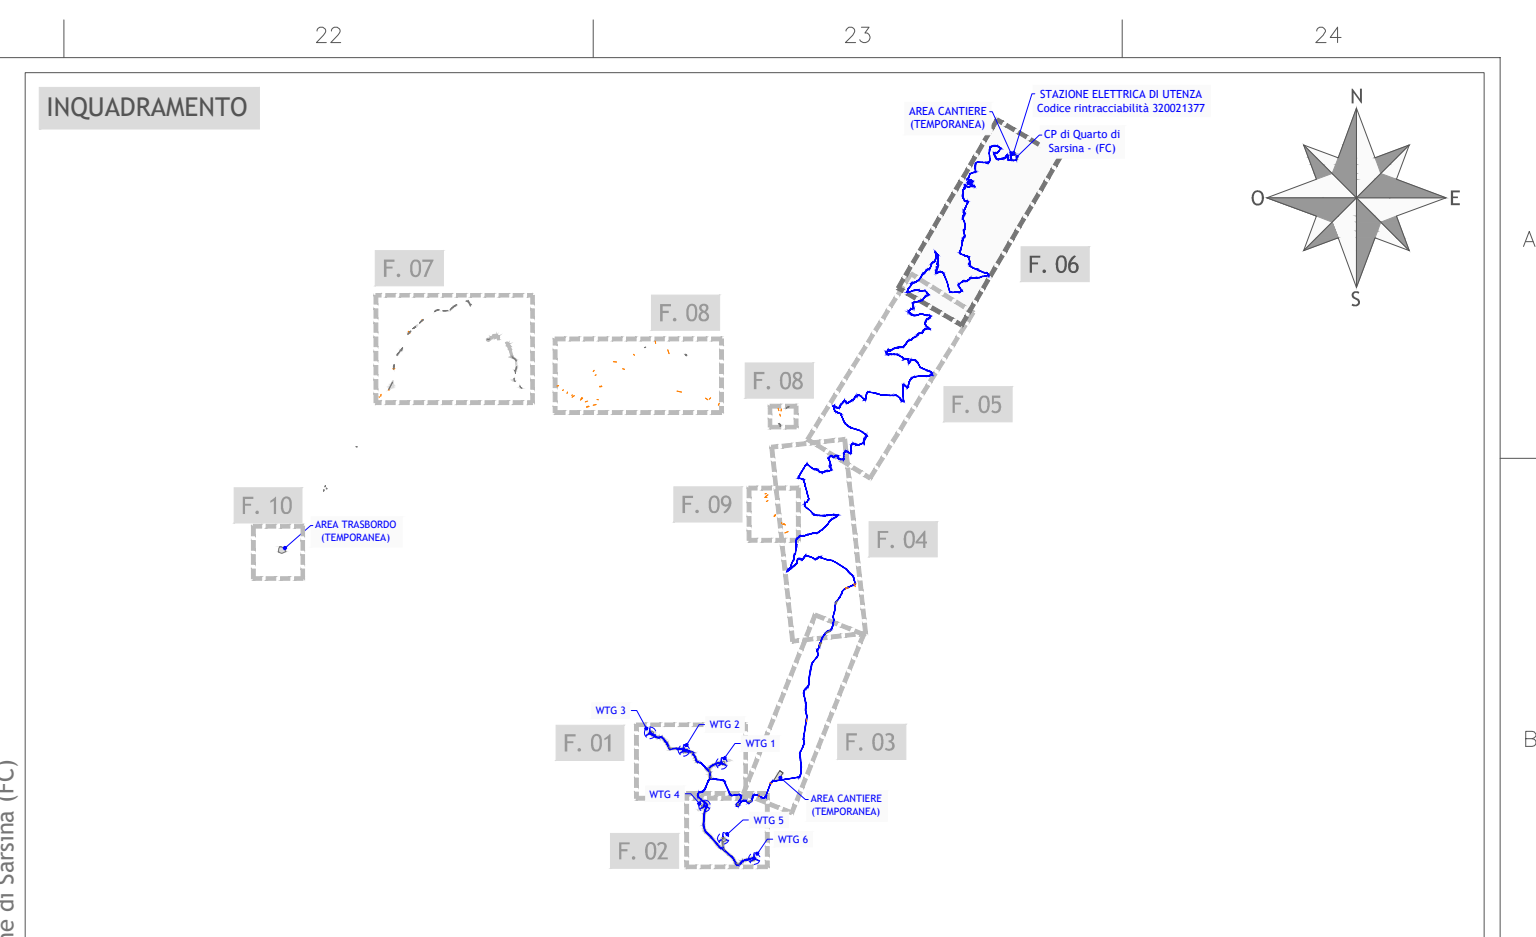 22
23
24
INQUADRAMENTO
STAZIONE ELETTRICA DI UTENZA
Codice rintracciabilità 320021377
AREA CANTIERE
(TEMPORANEA)
CP di Quarto di
Sarsina - (FC)
N
O
E
S
A
F. 07
F. 06
F. 08
F. 08
F. 05
F. 10
AREA TRASBORDO
(TEMPORANEA)
F. 09
F. 04
WTG 3
WTG 2
WTG 1
F. 01
F. 03
B
WTG 4
AREA CANTIERE
(TEMPORANEA)
WTG 5
WTG 6
F. 02
ne di Sarsina (FC)